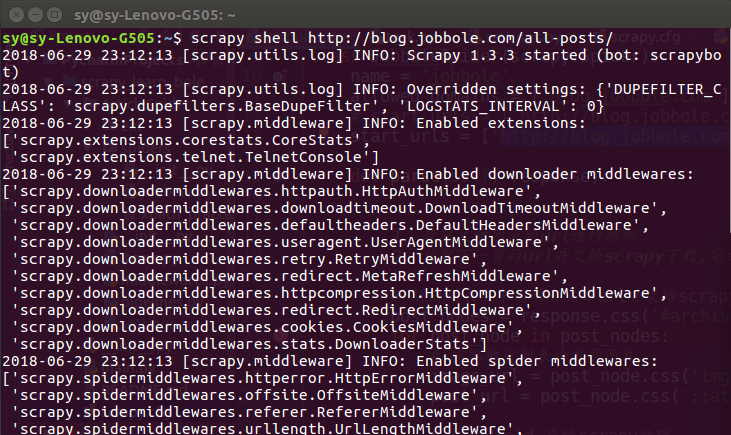 sy@sy-Lenovo-G505: ~
sy@sy-Lenovo-G505:~$ scrapy shell http://blog.jobbole.com/all-posts/
2018-06-29 23:12:13 [scrapy.utils.log] INFO: Scrapy 1.3.3 started (bot: scrapybo
t)
2018-06-29 23:12:13 [scrapy.utils.log] INFO: Overridden settings: {'DUPEFILTER_C
LASS': 'scrapy.dupefilters.BaseDupeFilter', 'LOGSTATS_INTERVAL': 0}
2018-06-29 23:12:13 [scrapy.middleware] INFO: Enabled extensions:
['scrapy.extensions.corestats.CoreStats',
 'scrapy.extensions.telnet.TelnetConsole']
2018-06-29 23:12:13 [scrapy.middleware] INFO: Enabled downloader middlewares:
['scrapy.downloadermiddlewares.httpauth.HttpAuthMiddleware',
 'scrapy.downloadermiddlewares.downloadtimeout.DownloadTimeoutMiddleware',
 'scrapy.downloadermiddlewares.defaultheaders.DefaultHeadersMiddleware',
 'scrapy.downloadermiddlewares.useragent.UserAgentMiddleware',
 'scrapy.downloadermiddlewares.retry.RetryMiddleware',
 'scrapy.downloadermiddlewares.redirect.MetaRefreshMiddleware',
 'scrapy.downloadermiddlewares.httpcompression.HttpCompressionMiddleware',
 'scrapy.downloadermiddlewares.redirect.RedirectMiddleware',
 'scrapy.downloadermiddlewares.cookies.CookiesMiddleware',
 'scrapy.downloadermiddlewares.stats.DownloaderStats']
2018-06-29 23:12:13 [scrapy.middleware] INFO: Enabled spider middlewares:
['scrapy.spidermiddlewares.httperror.HttpErrorMiddleware',
 'scrapy.spidermiddlewares.offsite.OffsiteMiddleware',
 'scrapy.spidermiddlewares.referer.RefererMiddleware',
 'scrapy.spidermiddlewares.urllength.UrlLengthMiddleware',